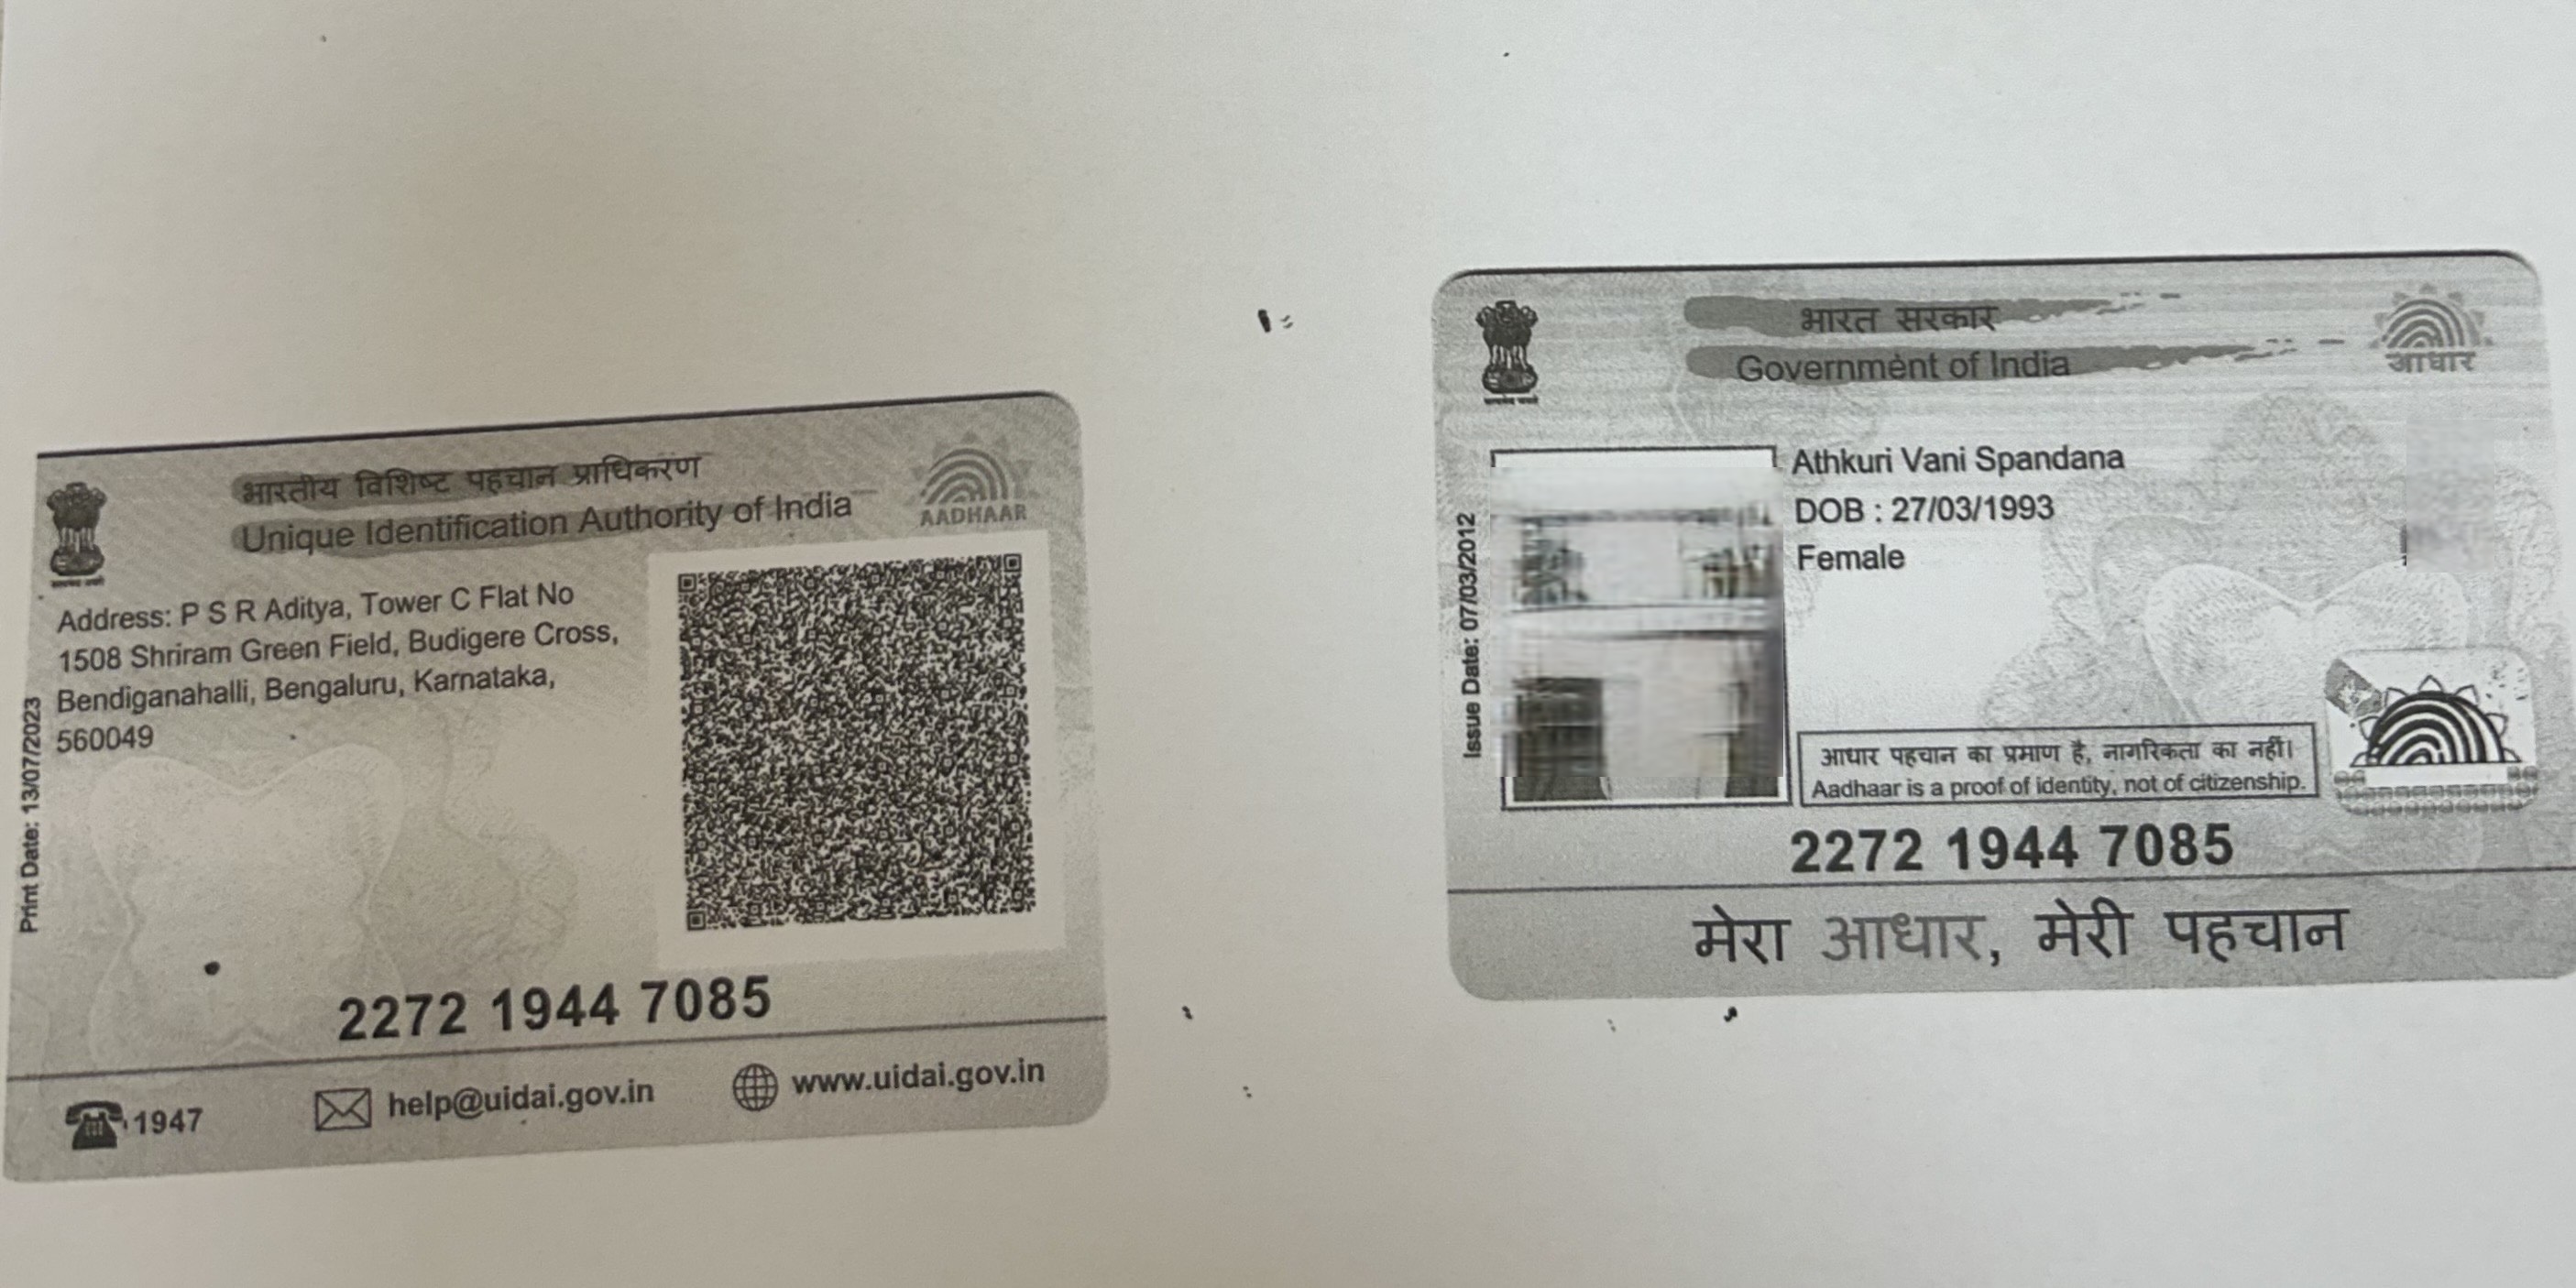 भारतीय विशिष्ट पहचान प्राधिकरण
Unique Identification Authority of India
AADHAAR
Address: P S R Aditya, Tower C Flat No
1508 Shriram Green Field, Budigere Cross,
Bendiganahalli, Bengaluru, Karnataka,
560049
Print Date: 13/07/2023
2272 1944 7085
1947
help@uidai.gov.in
www.uidai.gov.in
भारत सरकार
Government of India
आधार
Issue Date: 07/03/2012
Athkuri Vani Spandana
DOB : 27/03/1993
Female
आधार पहचान का प्रमाण है, नागरिकता का नहीं।
Aadhaar is a proof of identity, not of citizenship.
2272 1944 7085
मेरा आधार, मेरी पहचान